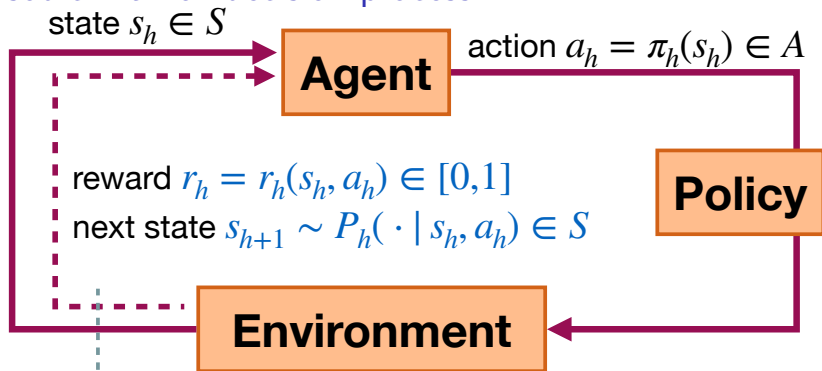 state s_h ∈ S
action a_h = π_h(s_h) ∈ A
Agent
reward r_h = r_h(s_h, a_h) ∈ [0,1]
Policy
next state s_{h+1} ∼ P_h( · | s_h, a_h) ∈ S
Environment